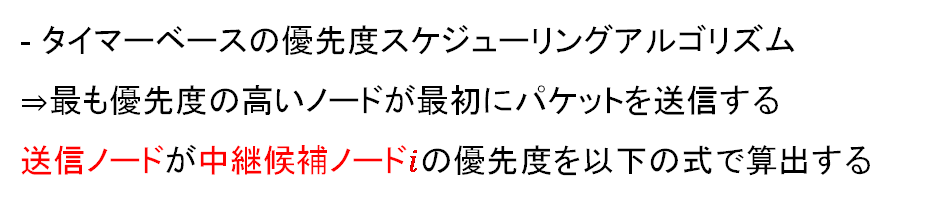 - タイマーベースの優先度スケジューリングアルゴリズム
⇒最も優先度の高いノードが最初にパケットを送信する
送信ノードが中継候補ノードiの優先度を以下の式で算出する